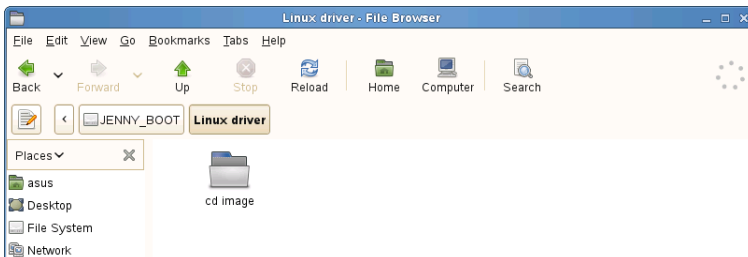 Linux driver - File Browser
File Edit View Go Bookmarks Tabs Help
Back Forward Up Stop Reload Home Computer Search
JENNY_BOOT Linux driver
Places
asus
Desktop
File System
Network
cd image